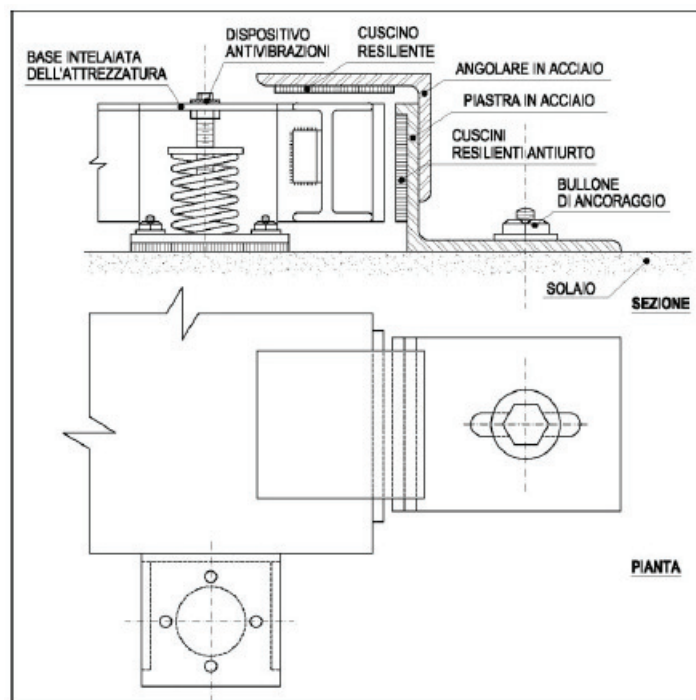 BASE INTELAIATA
DELL'ATTREZZATURA
DISPOSITIVO
ANTIVIBRAZIONI
CUSCINO
RESILIENTE
ANGOLARE IN ACCIAIO
PIASTRA IN ACCIAIO
CUSCINI
RESILIENTI ANTIURTO
BULLONE
DI ANCORAGGIO
SOLAIO
SEZIONE
PIANTA